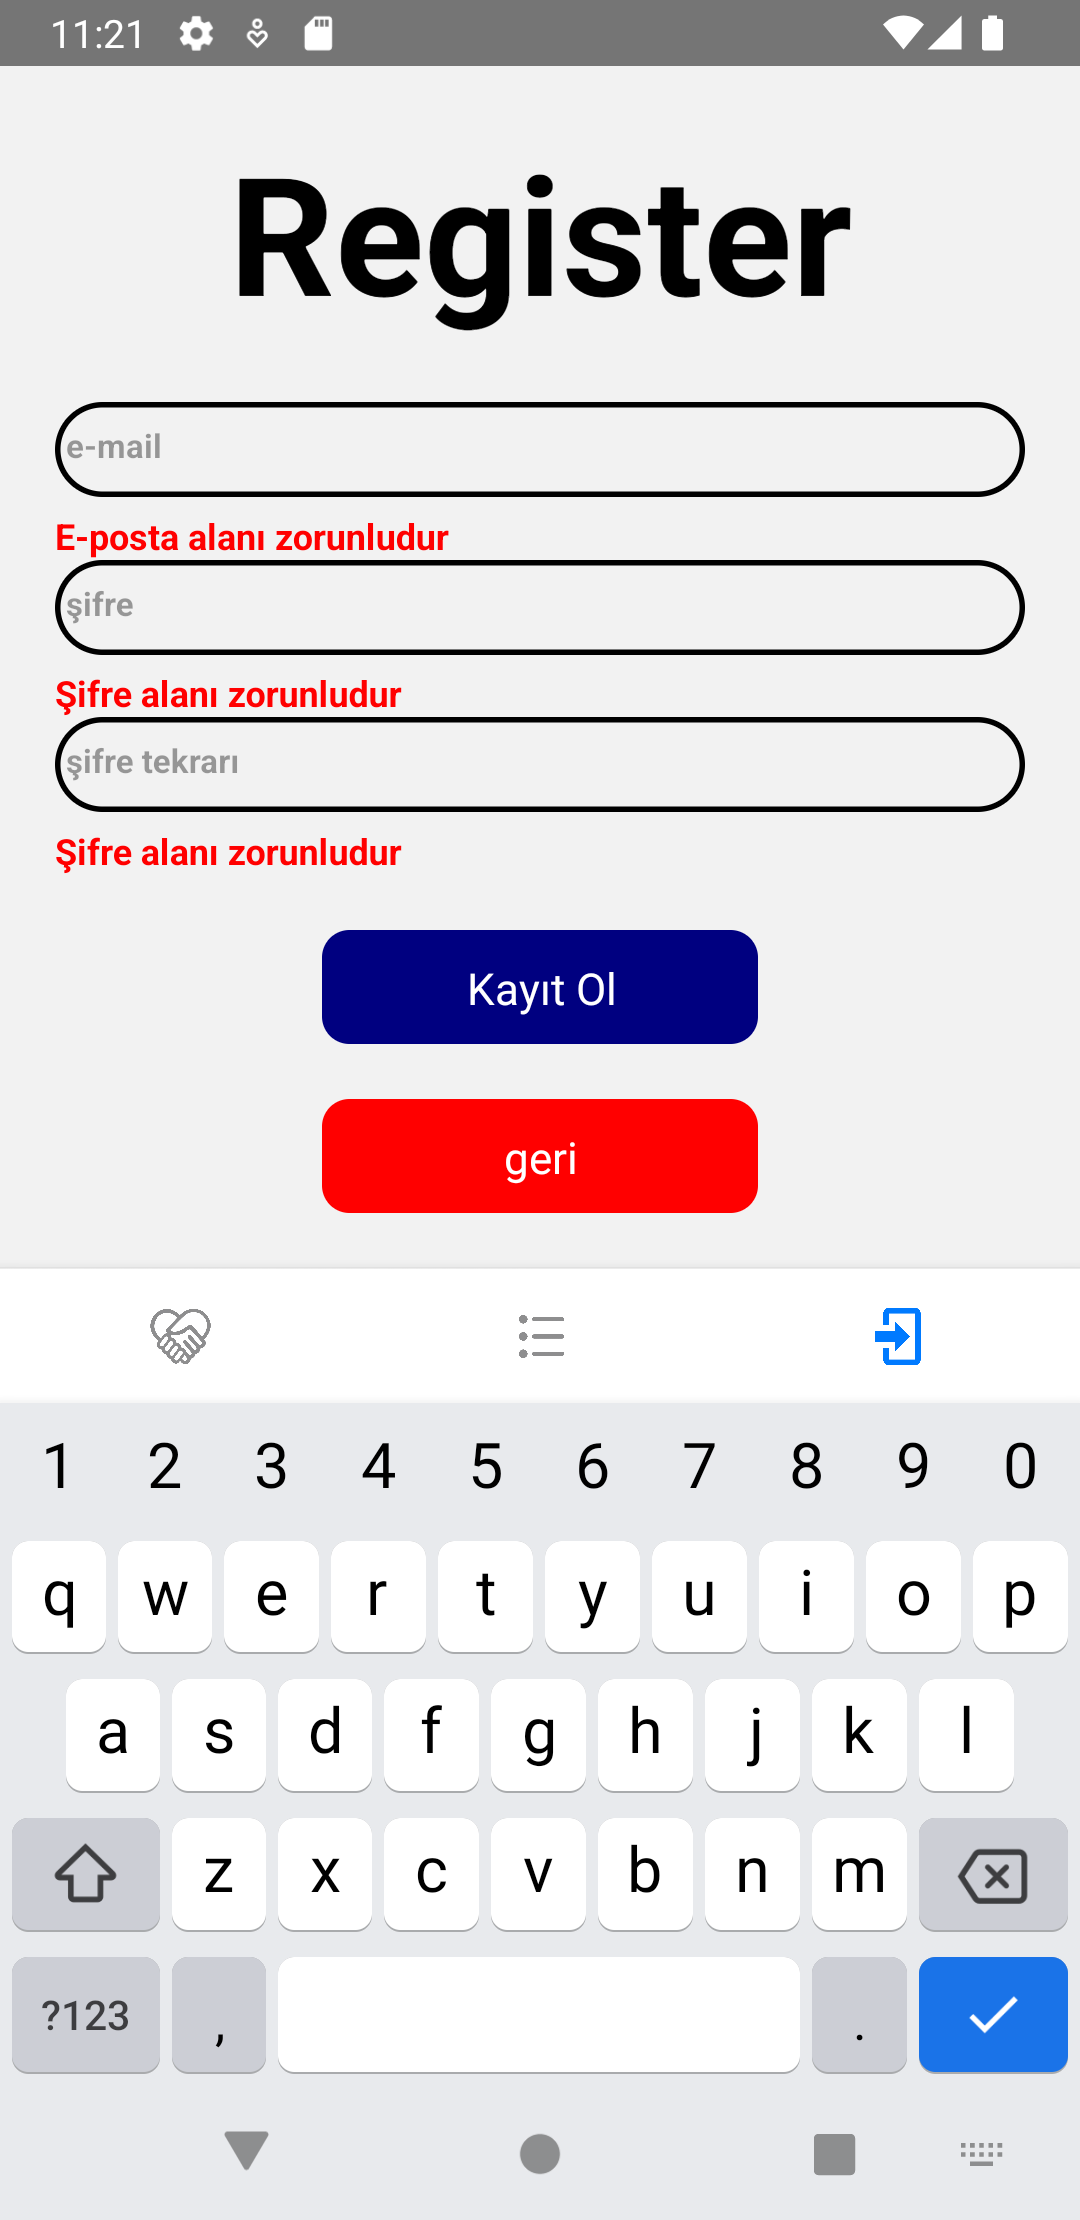 11:21
Register
e-mail
E-posta alanı zorunludur
şifre
Şifre alanı zorunludur
şifre tekrarı
Şifre alanı zorunludur
Kayıt Ol
geri
1 2 3 4 5 6 7 8 9 0
q w e r t y u i o p
a s d f g h j k l
z x c v b n m
?123 , .